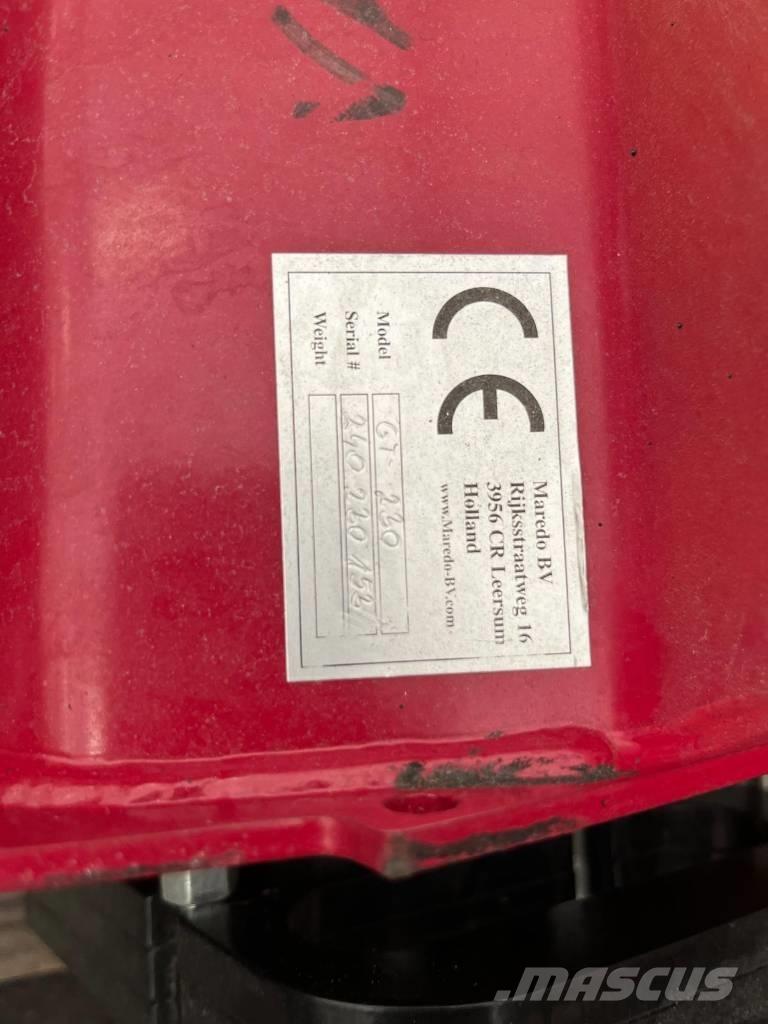 CE
Maredo BV
Rijksstraatweg 16
3956 CR Leersum
Holland
www.Maredo-BV.com
Model GT-230
Serial # 240 220 152
Weight
MASCUS